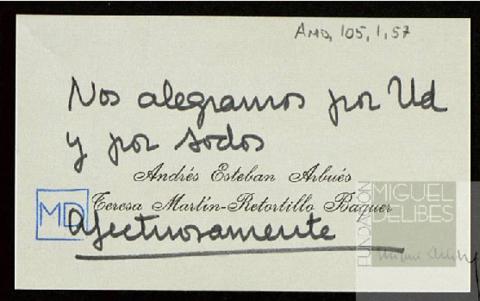 AMD, 105, 1, 57
Nos alegramos por Ud
y por todos
Andrés Esteban Arbués
MD
Teresa Martín-Retortillo Baquer
afectuosamente
FUNDACIÓN
MIGUEL
DELIBES